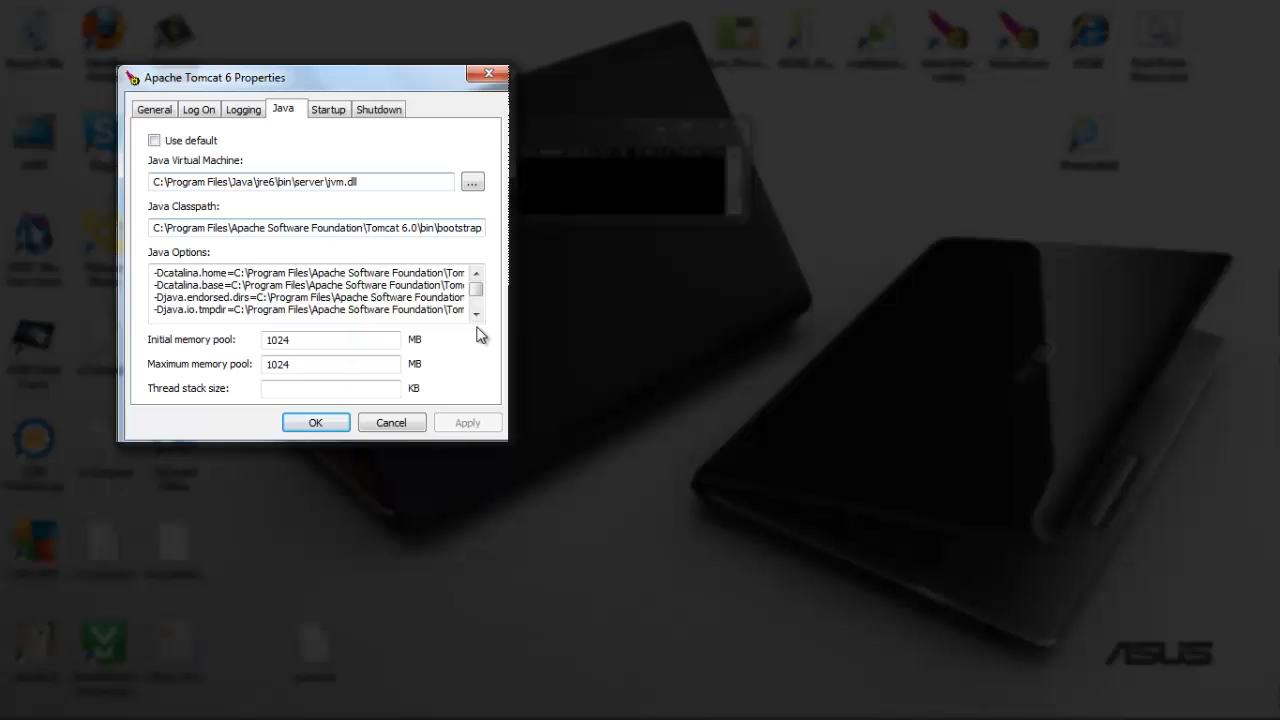 Apache Tomcat 6 Properties
General Log On Logging Java Startup Shutdown
Use default
Java Virtual Machine:
C:\Program Files\Java\jre6\bin\server\jvm.dll
...
Java Classpath:
C:\Program Files\Apache Software Foundation\Tomcat 6.0\bin\bootstrap
Java Options:
-Dcatalina.home=C:\Program Files\Apache Software Foundation\Tom
-Dcatalina.base=C:\Program Files\Apache Software Foundation\Tom
-Djava.endorsed.dirs=C:\Program Files\Apache Software Foundation
-Djava.io.tmpdir=C:\Program Files\Apache Software Foundation\Tom
Initial memory pool: 1024 MB
Maximum memory pool: 1024 MB
Thread stack size: KB
OK Cancel Apply
ASUS